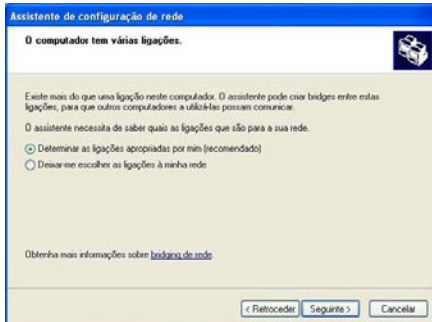 Assistente de configuração de rede
O computador tem várias ligações.
Existe mais do que uma ligação neste computador. O assistente pode criar bridges entre estas
ligações, para que outros computadores a utilizá-las possam comunicar.
O assistente necessita de saber quais as ligações que são para a sua rede.
Determinar as ligações apropriadas por mim (recomendado)
Deixar-me escolher as ligações à minha rede
Obtenha mais informações sobre bridging de rede.
< Retroceder
Seguinte >
Cancelar